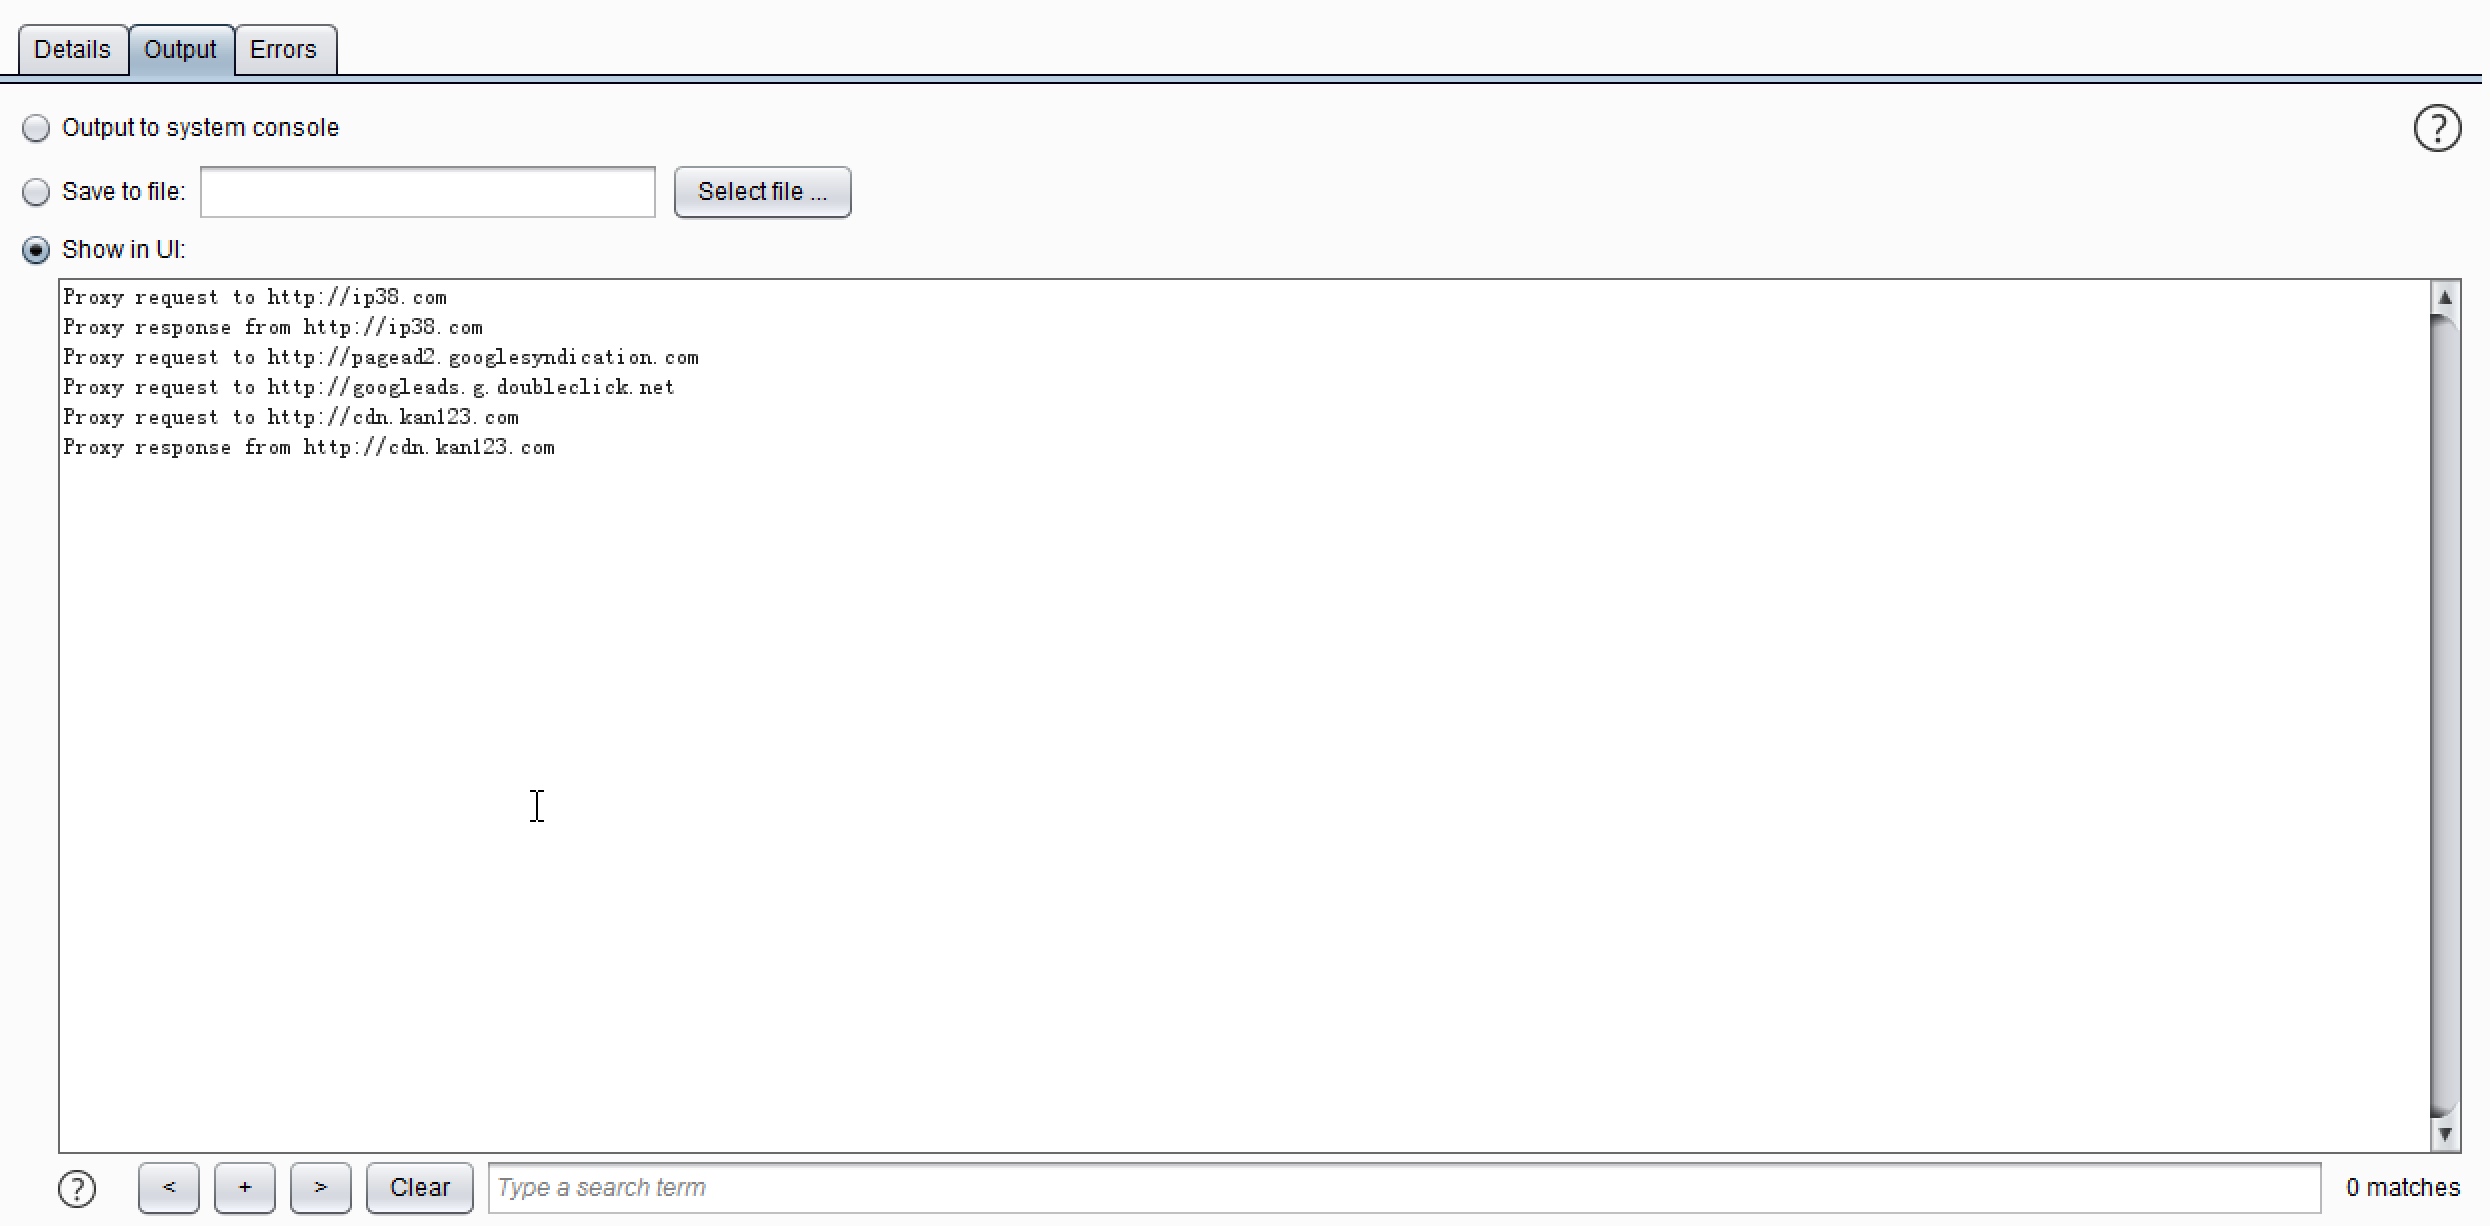 Details Output Errors
Output to system console ?
Save to file: Select file ...
Show in UI:
Proxy request to http://ip38.com
Proxy response from http://ip38.com
Proxy request to http://pagead2.googlesyndication.com
Proxy request to http://googleads.g.doubleclick.net
Proxy request to http://cdn.kan123.com
Proxy response from http://cdn.kan123.com
? < + > Clear Type a search term 0 matches